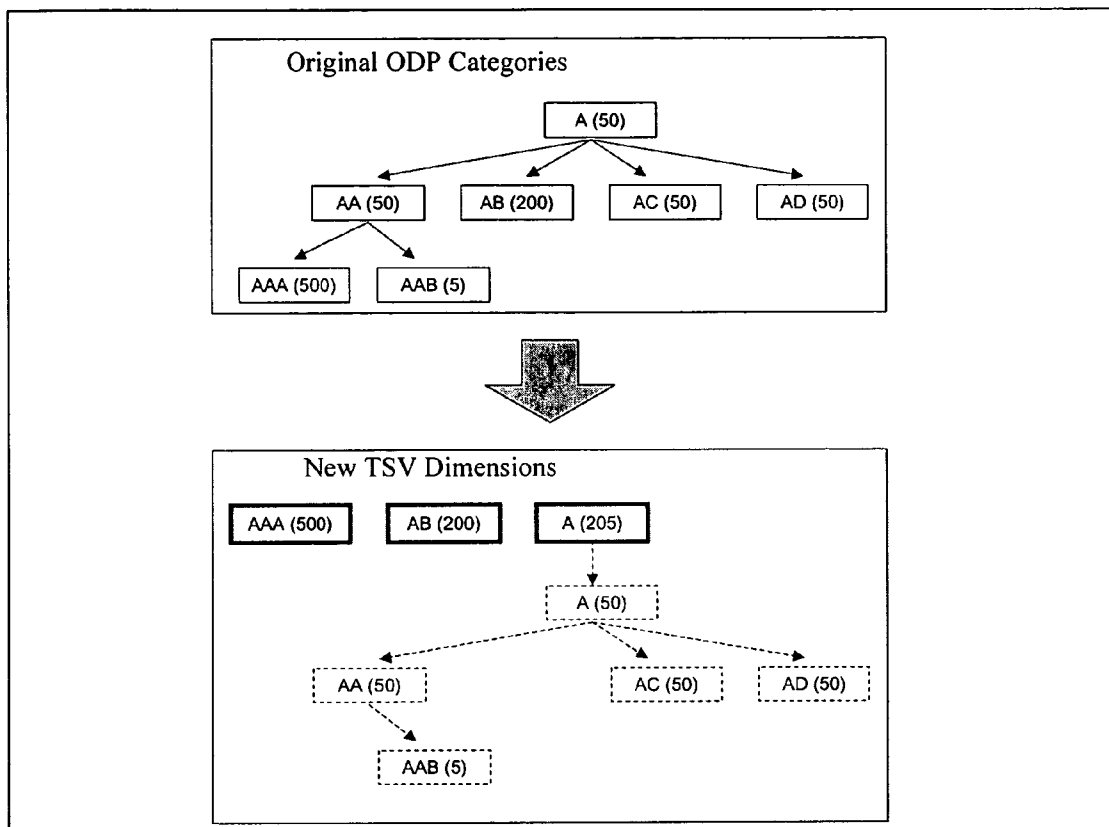 Original ODP Categories
A (50)
AA (50) AB (200) AC (50) AD (50)
AAA (500) AAB (5)
New TSV Dimensions
AAA (500) AB (200) A (205)
A (50)
AA (50) AC (50) AD (50)
AAB (5)